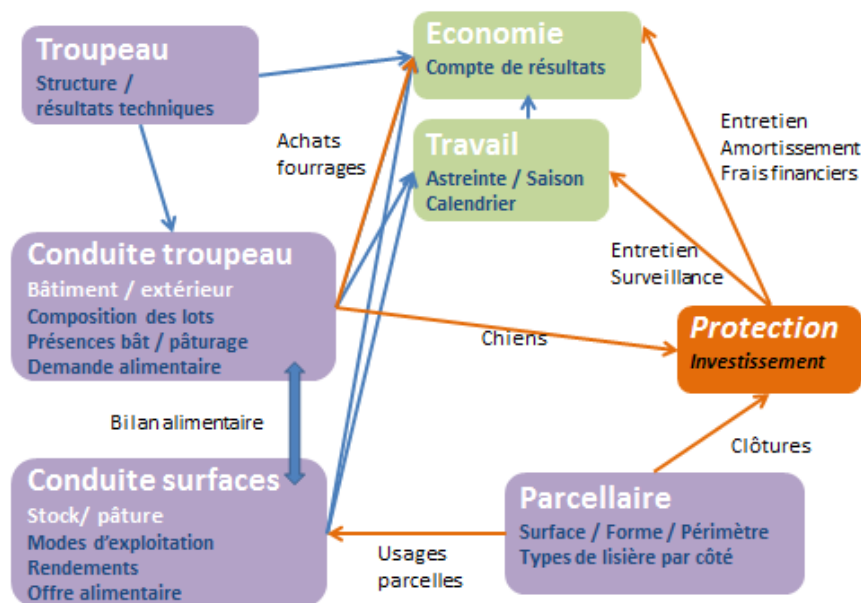 Troupeau
Structure /
résultats techniques
Economie
Compte de résultats
Achats
fourrages
Travail
Astreinte / Saison
Calendrier
Entretien
Amortissement
Frais financiers
Entretien
Surveillance
Conduite troupeau
Bâtiment / extérieur
Composition des lots
Présences bât / pâturage
Demande alimentaire
Chiens
Protection
Investissement
Bilan alimentaire
Clôtures
Conduite surfaces
Stock/ pâture
Modes d'exploitation
Rendements
Offre alimentaire
Usages
parcelles
Parcellaire
Surface / Forme / Périmètre
Types de lisière par côté